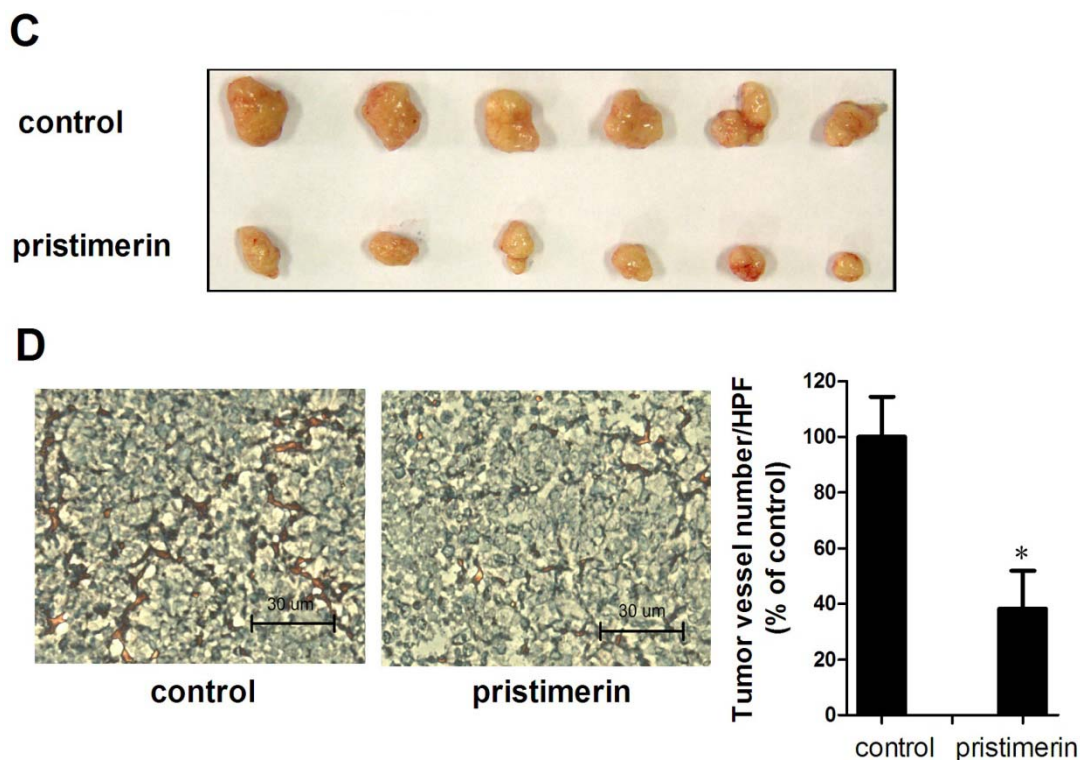 C
control
pristimerin
D
30 um
control
30 um
pristimerin
Tumor vessel number/HPF
(% of control)
120
100
80
60
40
20
0
*
control
pristimerin